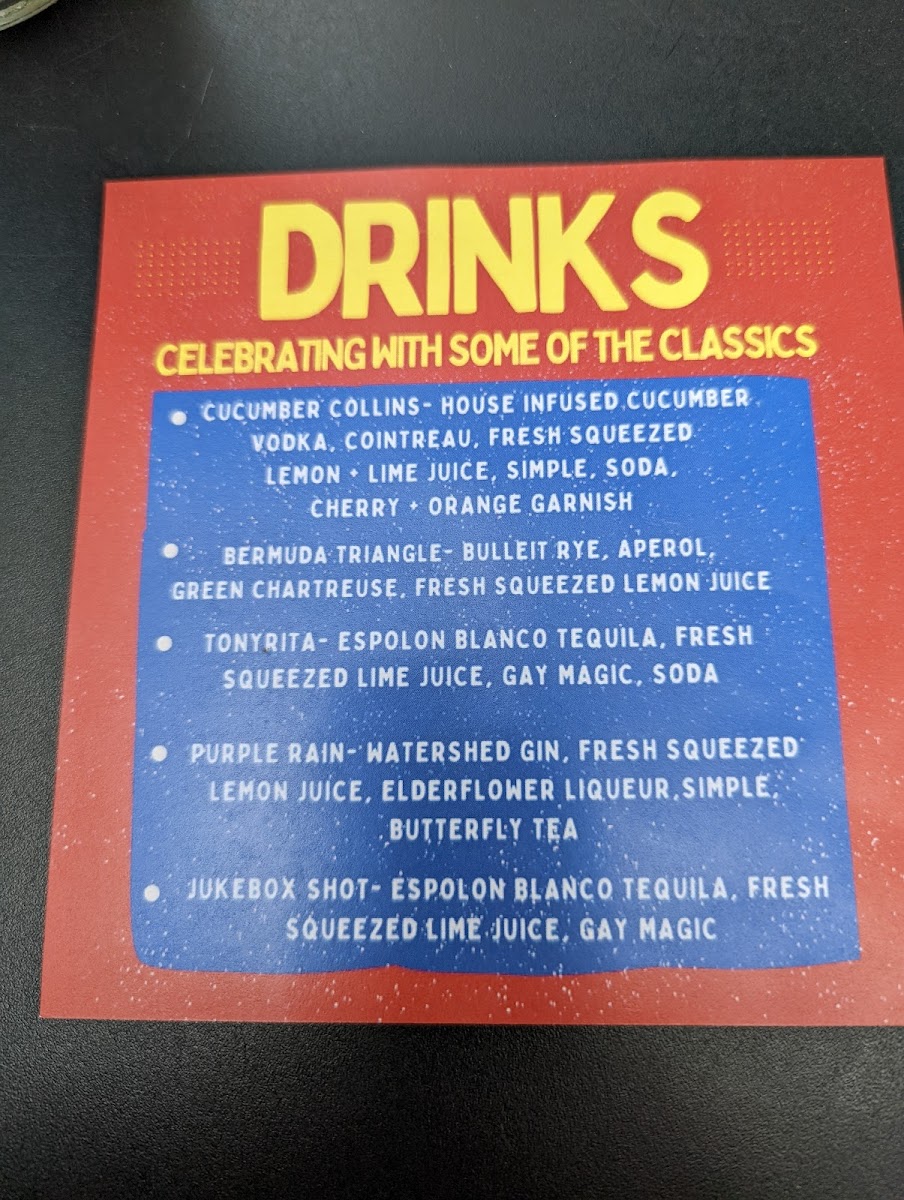 DRINKS
CELEBRATING WITH SOME OF THE CLASSICS
CUCUMBER COLLINS- HOUSE INFUSED CUCUMBER
VODKA, COINTREAU, FRESH SQUEEZED
LEMON + LIME JUICE, SIMPLE, SODA,
CHERRY + ORANGE GARNISH
BERMUDA TRIANGLE- BULLEIT RYE, APEROL,
GREEN CHARTREUSE, FRESH SQUEEZED LEMON JUICE
TONYRITA- ESPOLON BLANCO TEQUILA, FRESH
SQUEEZED LIME JUICE, GAY MAGIC, SODA
PURPLE RAIN- WATERSHED GIN, FRESH SQUEEZED
LEMON JUICE, ELDERFLOWER LIQUEUR,SIMPLE,
BUTTERFLY TEA
JUKEBOX SHOT- ESPOLON BLANCO TEQUILA, FRESH
SQUEEZED LIME JUICE, GAY MAGIC